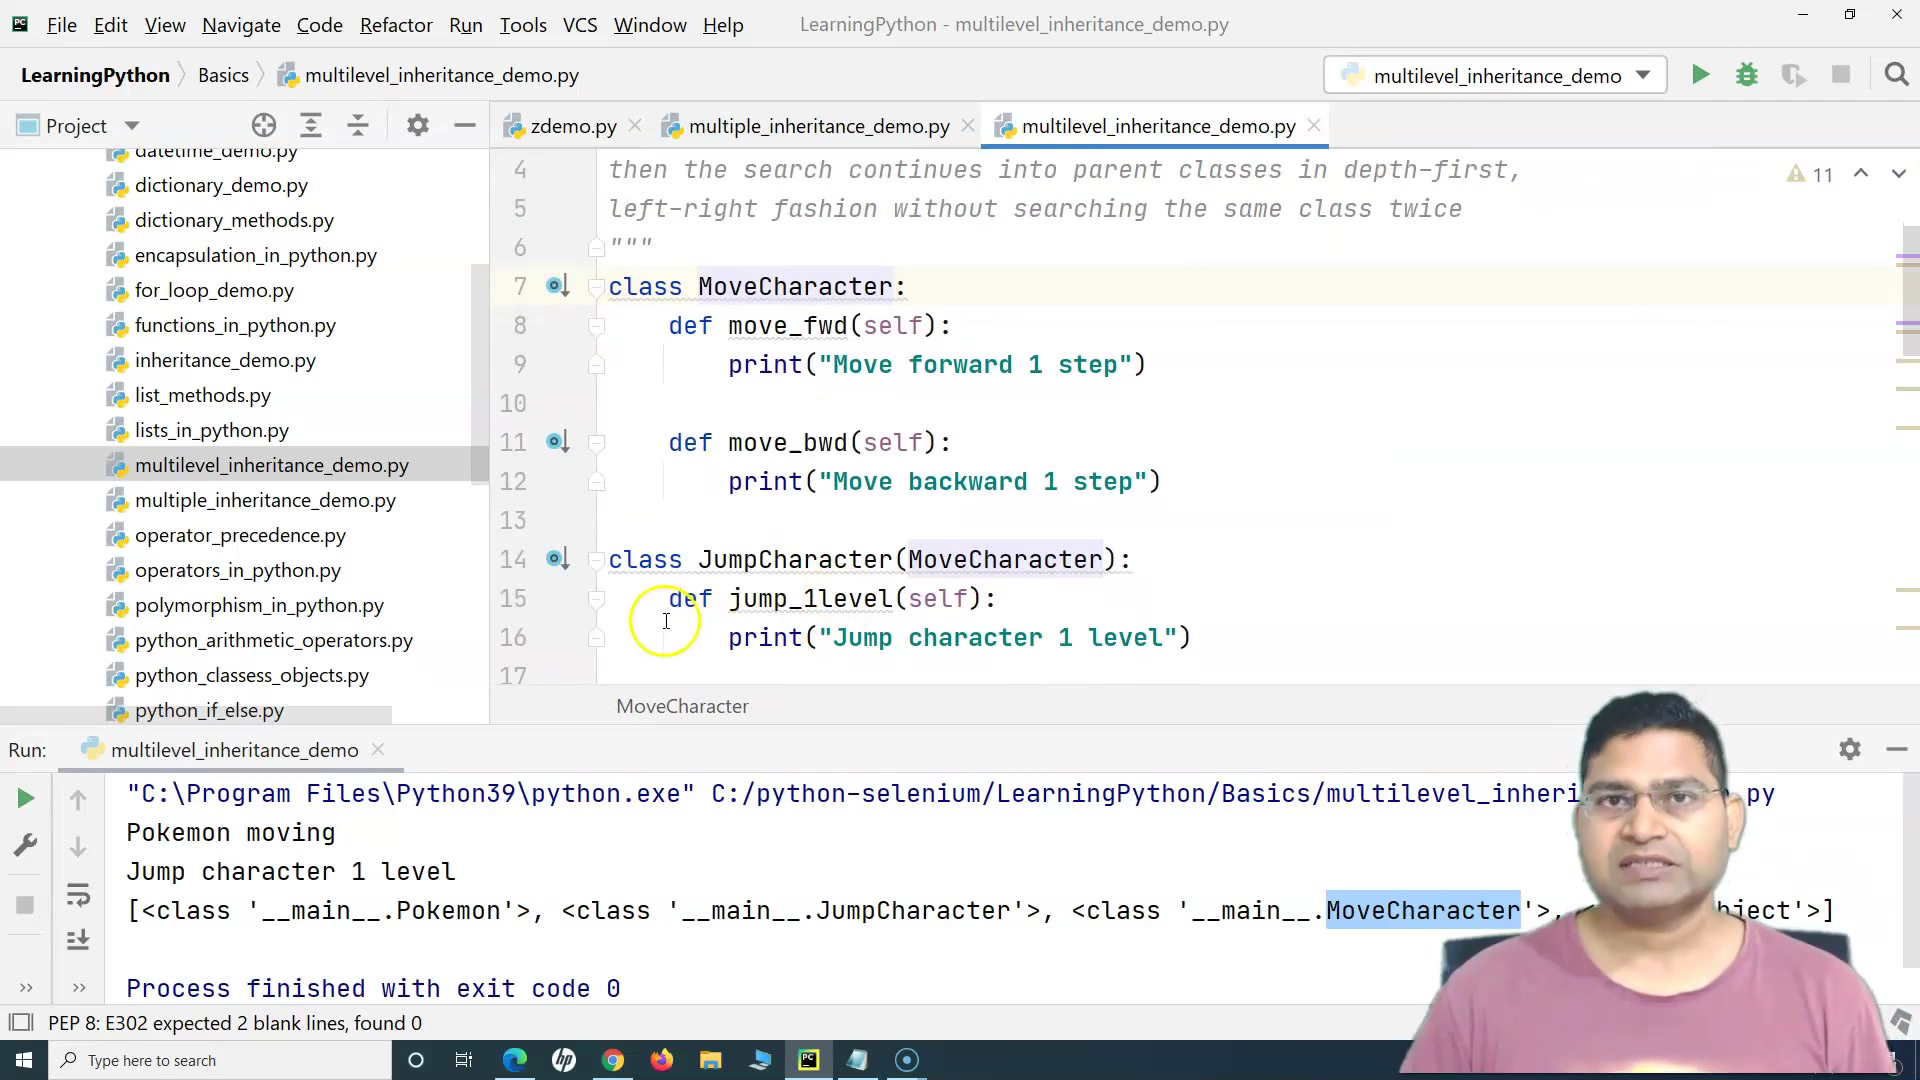 File Edit View Navigate Code Refactor Run Tools VCS Window Help LearningPython - multilevel_inheritance_demo.py
LearningPython Basics multilevel_inheritance_demo.py multilevel_inheritance_demo
Project
datetime_demo.py
dictionary_demo.py
dictionary_methods.py
encapsulation_in_python.py
for_loop_demo.py
functions_in_python.py
inheritance_demo.py
list_methods.py
lists_in_python.py
multilevel_inheritance_demo.py
multiple_inheritance_demo.py
operator_precedence.py
operators_in_python.py
polymorphism_in_python.py
python_arithmetic_operators.py
python_classess_objects.py
python_if_else.py
zdemo.py multiple_inheritance_demo.py multilevel_inheritance_demo.py
11
4 then the search continues into parent classes in depth-first,
5 left-right fashion without searching the same class twice
6 """
7 class MoveCharacter:
8 def move_fwd(self):
9 print("Move forward 1 step")
10
11 def move_bwd(self):
12 print("Move backward 1 step")
13
14 class JumpCharacter(MoveCharacter):
15 def jump_1level(self):
16 print("Jump character 1 level")
17
MoveCharacter
Run: multilevel_inheritance_demo
"C:\Program Files\Python39\python.exe" C:/python-selenium/LearningPython/Basics/multilevel_inheri py
Pokemon moving
Jump character 1 level
[<class '__main__.Pokemon'>, <class '__main__.JumpCharacter'>, <class '__main__.MoveCharacter'>, < bject'>]
Process finished with exit code 0
PEP 8: E302 expected 2 blank lines, found 0
Type here to search